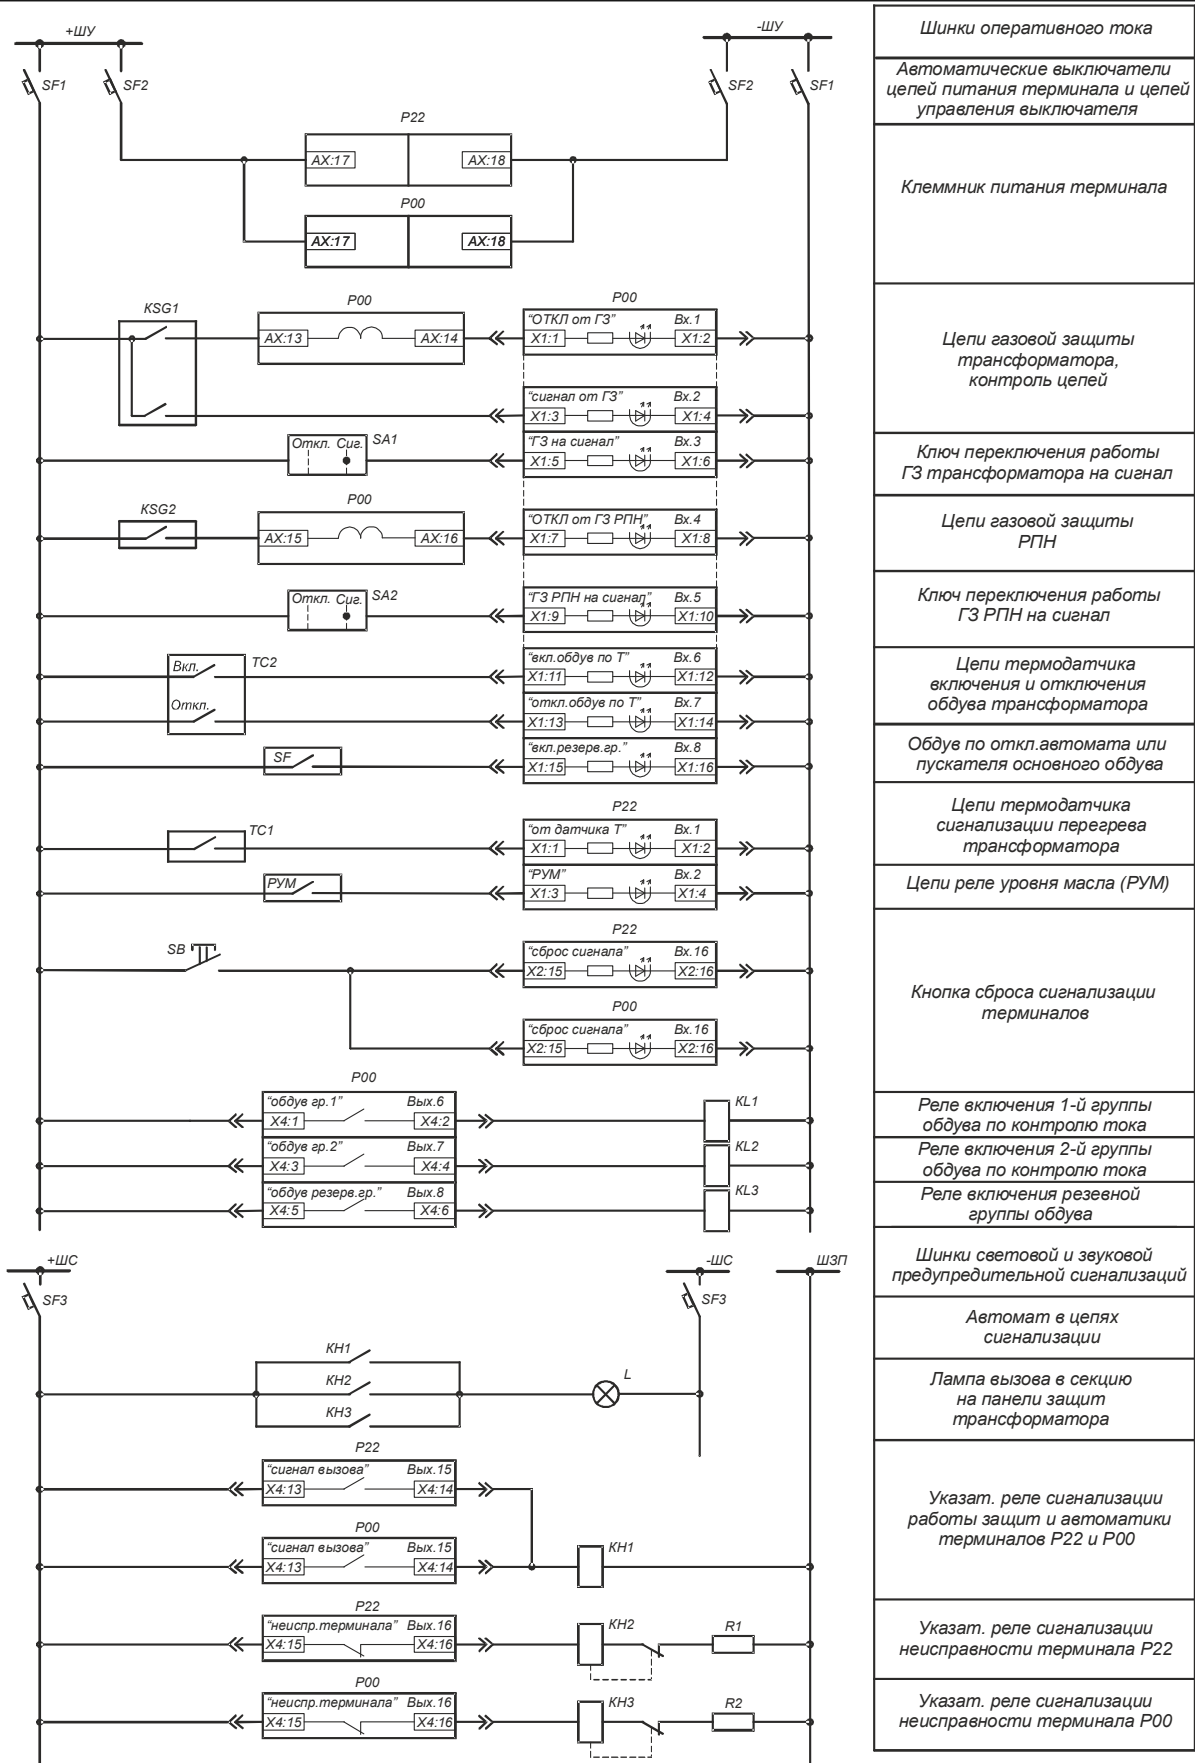 +ШУ
-ШУ
Шинки оперативного тока
SF1
SF2
SF2
SF1
Автоматические выключатели
цепей питания терминала и цепей
управления выключателя
P22
AX:17
AX:18
P00
AX:17
AX:18
Клеммник питания терминала
KSG1
P00
P00
AX:13
AX:14
"ОТКЛ от ГЗ"
Вх.1
X1:1
X1:2
"сигнал от ГЗ"
Вх.2
X1:3
X1:4
Цепи газовой защиты
трансформатора,
контроль цепей
Откл. Сиг.
SA1
"ГЗ на сигнал"
Вх.3
X1:5
X1:6
Ключ переключения работы
ГЗ трансформатора на сигнал
KSG2
P00
AX:15
AX:16
"ОТКЛ от ГЗ РПН"
Вх.4
X1:7
X1:8
Цепи газовой защиты
РПН
Откл. Сиг.
SA2
"ГЗ РПН на сигнал"
Вх.5
X1:9
X1:10
Ключ переключения работы
ГЗ РПН на сигнал
Вкл.
TC2
"вкл.обдув по Т"
Вх.6
X1:11
X1:12
Откл.
"откл.обдув по Т"
Вх.7
X1:13
X1:14
Цепи термодатчика
включения и отключения
обдува трансформатора
SF
"вкл.резерв.гр."
Вх.8
X1:15
X1:16
Обдув по откл.автомата или
пускателя основного обдува
P22
TC1
"от датчика Т"
Вх.1
X1:1
X1:2
Цепи термодатчика
сигнализации перегрева
трансформатора
РУМ
"РУМ"
Вх.2
X1:3
X1:4
Цепи реле уровня масла (РУМ)
P22
SB
"сброс сигнала"
Вх.16
X2:15
X2:16
P00
"сброс сигнала"
Вх.16
X2:15
X2:16
Кнопка сброса сигнализации
терминалов
P00
"обдув гр.1"
Вых.6
X4:1
X4:2
KL1
Реле включения 1-й группы
обдува по контролю тока
"обдув гр.2"
Вых.7
X4:3
X4:4
KL2
Реле включения 2-й группы
обдува по контролю тока
"обдув резерв.гр."
Вых.8
X4:5
X4:6
KL3
Реле включения резевной
группы обдува
+ШС
-ШС
ШЗП
Шинки световой и звуковой
предупредительной сигнализаций
SF3
SF3
Автомат в цепях
сигнализации
КН1
КН2
КН3
L
Лампа вызова в секцию
на панели защит
трансформатора
P22
"сигнал вызова"
Вых.15
X4:13
X4:14
P00
"сигнал вызова"
Вых.15
X4:13
X4:14
КН1
Указат. реле сигнализации
работы защит и автоматики
терминалов Р22 и Р00
P22
"неиспр.терминала"
Вых.16
X4:15
X4:16
КН2
R1
Указат. реле сигнализации
неисправности терминала Р22
P00
"неиспр.терминала"
Вых.16
X4:15
X4:16
КН3
R2
Указат. реле сигнализации
неисправности терминала Р00